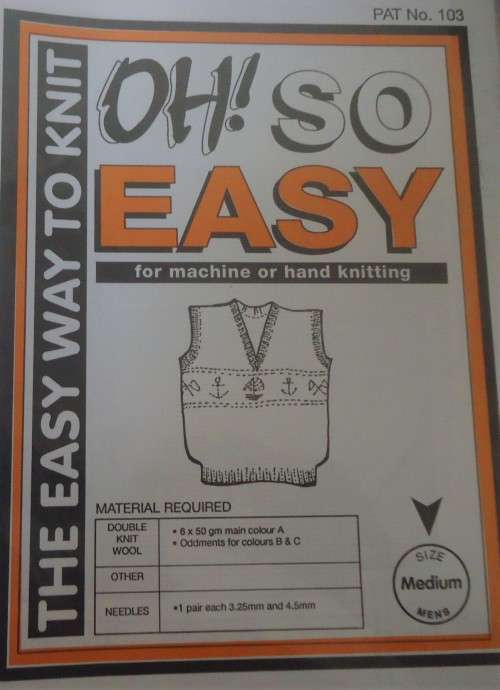 PAT No. 103
THE EASY WAY TO KNIT
OH! SO
EASY
for machine or hand knitting
MATERIAL REQUIRED
DOUBLE KNIT WOOL
• 6 x 50 gm main colour A
• Oddments for colours B & C
OTHER
NEEDLES
•1 pair each 3.25mm and 4.5mm
SIZE
Medium
MENS